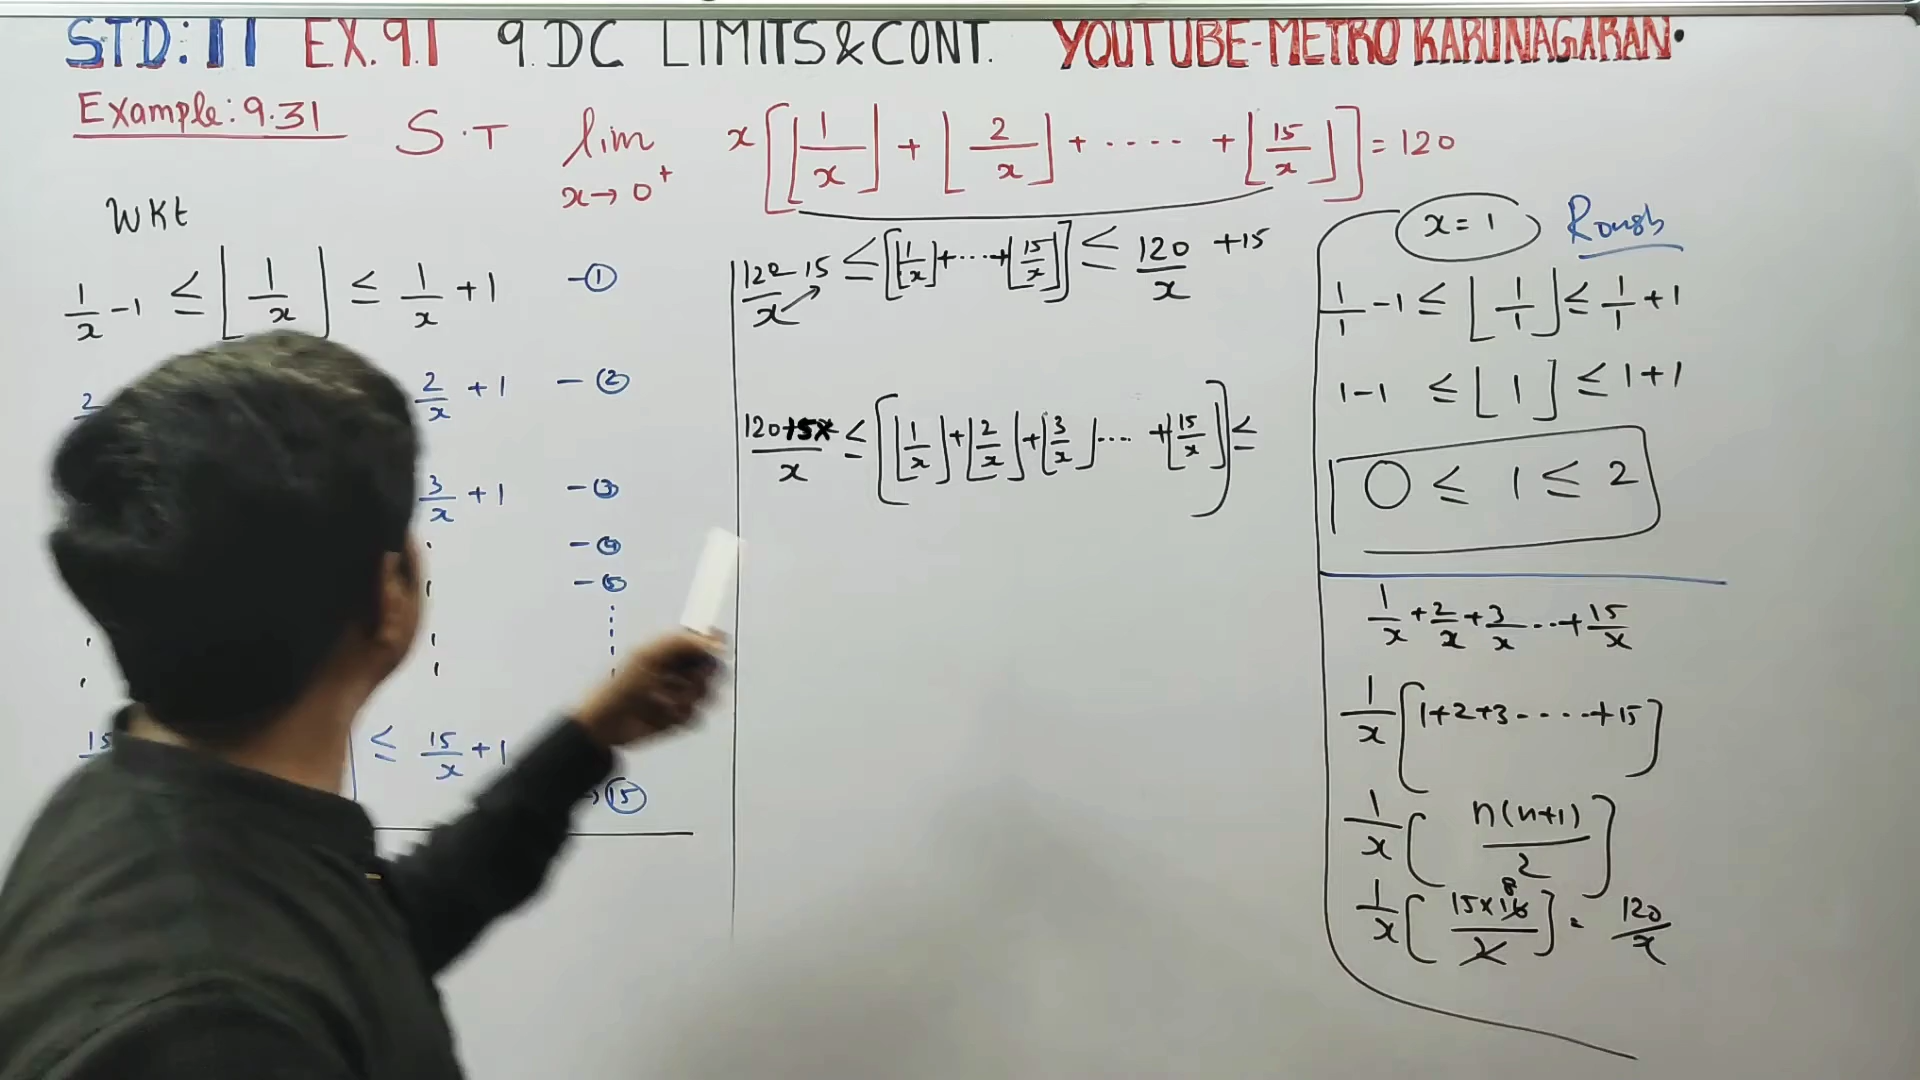 STD: 11 EX.9.1 9.DC LIMITS&CONT. YOUTUBE-METRO KARUNAGARAN.
Example: 9.31 S.T lim x→0⁺ x[⌊1/x⌋ + ⌊2/x⌋ + ..... + ⌊15/x⌋] = 120
WKt
1/x -1 ≤ ⌊1/x⌋ ≤ 1/x +1 -①
2 2/x +1 -②
3/x +1 -③
-④
-⑤
15 ≤ 15/x +1
→⑮
120/x -15 ≤ [⌊1/x⌋+...+⌊15/x⌋] ≤ 120/x +15
120+15x/x ≤ [⌊1/x⌋+⌊2/x⌋+⌊3/x⌋.... +⌊15/x⌋] ≤
x = 1 Rough
1/1 -1 ≤ ⌊1/1⌋ ≤ 1/1 +1
1-1 ≤ ⌊1⌋ ≤ 1+1
0 ≤ 1 ≤ 2
1/x + 2/x + 3/x ...+ 15/x
1/x [1+2+3.....+15]
1/x [n(n+1)/2]
1/x [15×16/2] = 120/x
8